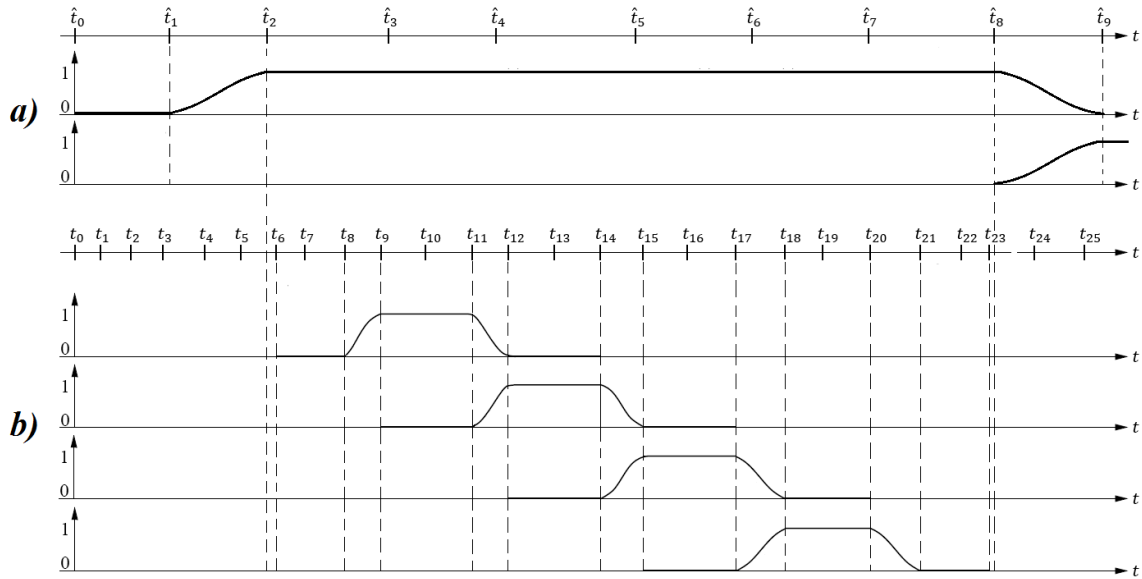 t̂₀ t̂₁ t̂₂ t̂₃ t̂₄ t̂₅ t̂₆ t̂₇ t̂₈ t̂₉
t
1
a) 0 t
1
0 t
t₀ t₁ t₂ t₃ t₄ t₅ t₆ t₇ t₈ t₉ t₁₀ t₁₁ t₁₂ t₁₃ t₁₄ t₁₅ t₁₆ t₁₇ t₁₈ t₁₉ t₂₀ t₂₁ t₂₂ t₂₃ t₂₄ t₂₅
t
1
0 t
1
b) 0 t
1
0 t
1
0 t